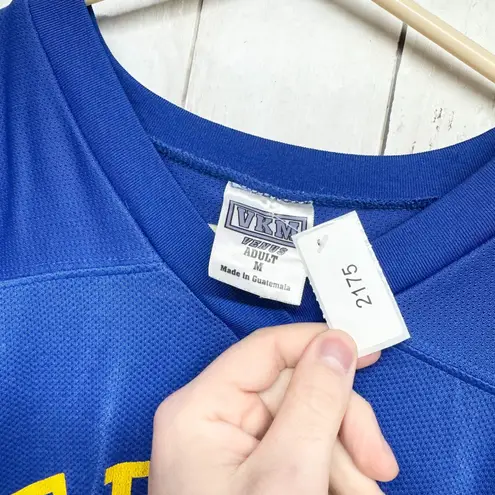 VKM
VENUS
ADULT
M
Made in Guatemala
2175